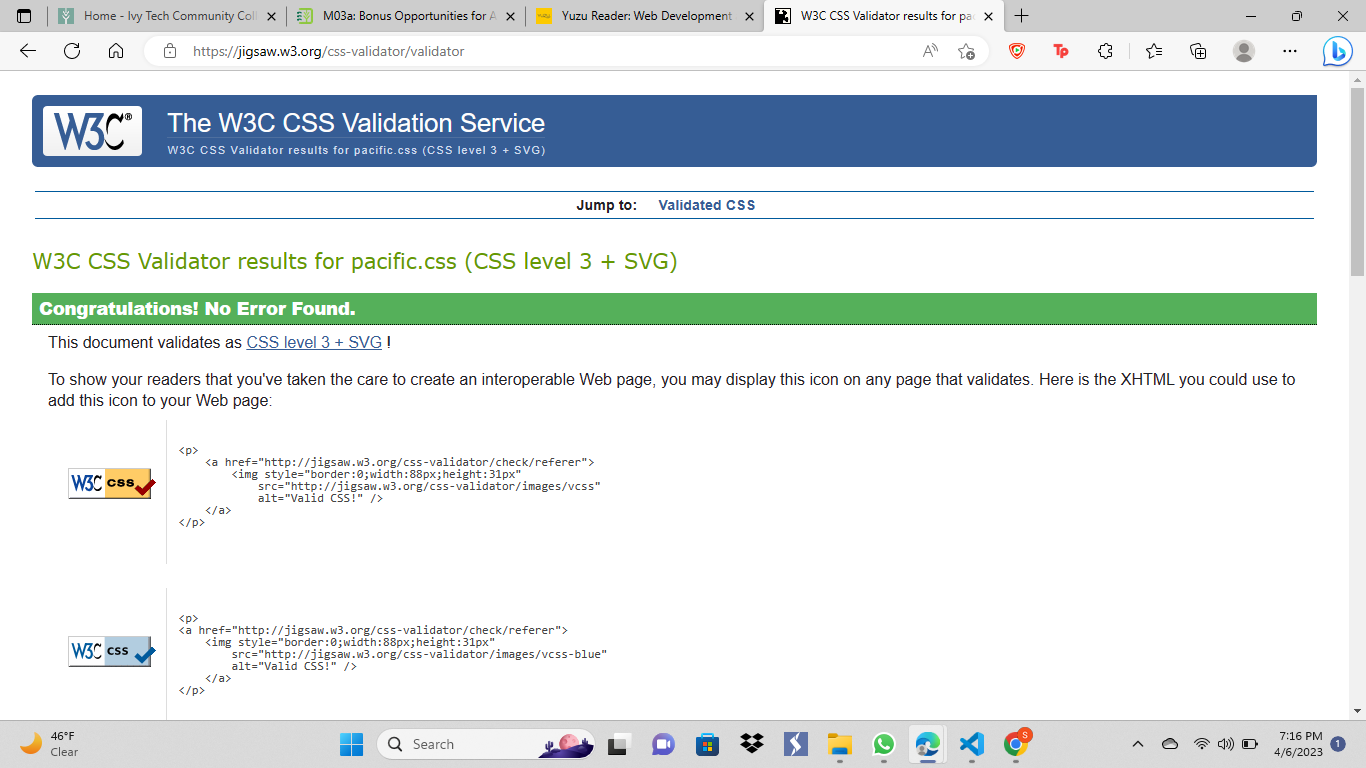 Home - Ivy Tech Community Coll
M03a: Bonus Opportunities for A
Yuzu Reader: Web Development
W3C CSS Validator results for pac
https://jigsaw.w3.org/css-validator/validator
W3C®
The W3C CSS Validation Service
W3C CSS Validator results for pacific.css (CSS level 3 + SVG)
Jump to: Validated CSS
W3C CSS Validator results for pacific.css (CSS level 3 + SVG)
Congratulations! No Error Found.
This document validates as CSS level 3 + SVG !
To show your readers that you've taken the care to create an interoperable Web page, you may display this icon on any page that validates. Here is the XHTML you could use to
add this icon to your Web page:
W3C css
<p>
<a href="http://jigsaw.w3.org/css-validator/check/referer">
<img style="border:0;width:88px;height:31px"
src="http://jigsaw.w3.org/css-validator/images/vcss"
alt="Valid CSS!" />
</a>
</p>
W3C css
<p>
<a href="http://jigsaw.w3.org/css-validator/check/referer">
<img style="border:0;width:88px;height:31px"
src="http://jigsaw.w3.org/css-validator/images/vcss-blue"
alt="Valid CSS!" />
</a>
</p>
46°F
Clear
Search
S
7:16 PM
4/6/2023
1